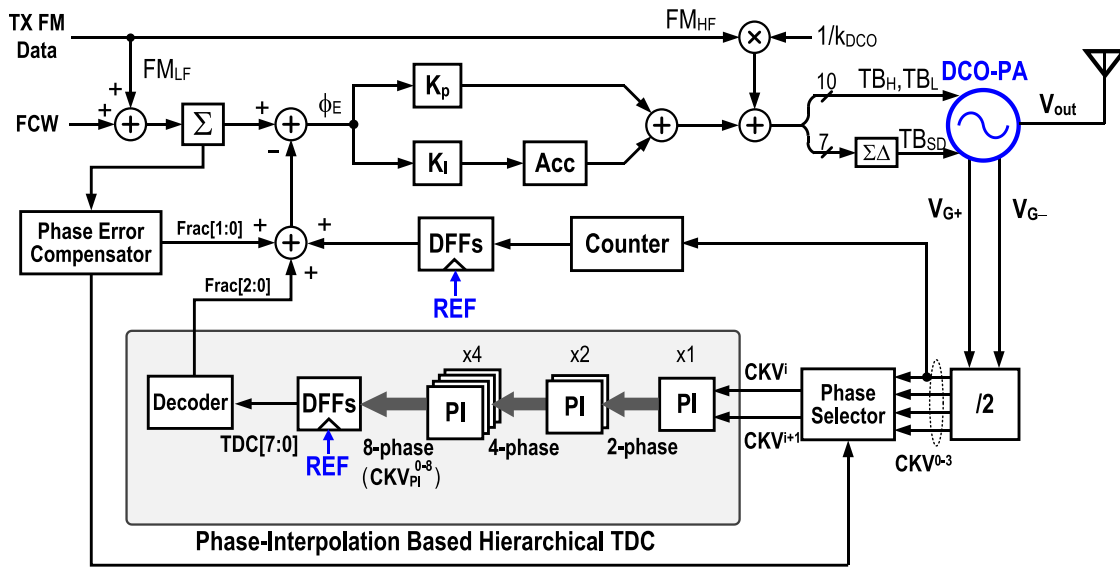 TX FM
Data
FM_HF
1/k_DCO
FM_LF
FCW
+
+
+
Σ
+
-
+
ϕ_E
K_p
K_I
Acc
+
+
×
10
TB_H, TB_L
7
ΣΔ
TB_SD
DCO-PA
V_out
V_G+
V_G–
Phase Error
Compensator
Frac[1:0]
+
+
+
+
Frac[2:0]
DFFs
REF
Counter
x4
x2
x1
Decoder
TDC[7:0]
DFFs
REF
8-phase
(CKV_PI^0-8)
PI
4-phase
PI
2-phase
PI
CKV^i
CKV^i+1
Phase
Selector
CKV^0-3
/2
Phase-Interpolation Based Hierarchical TDC